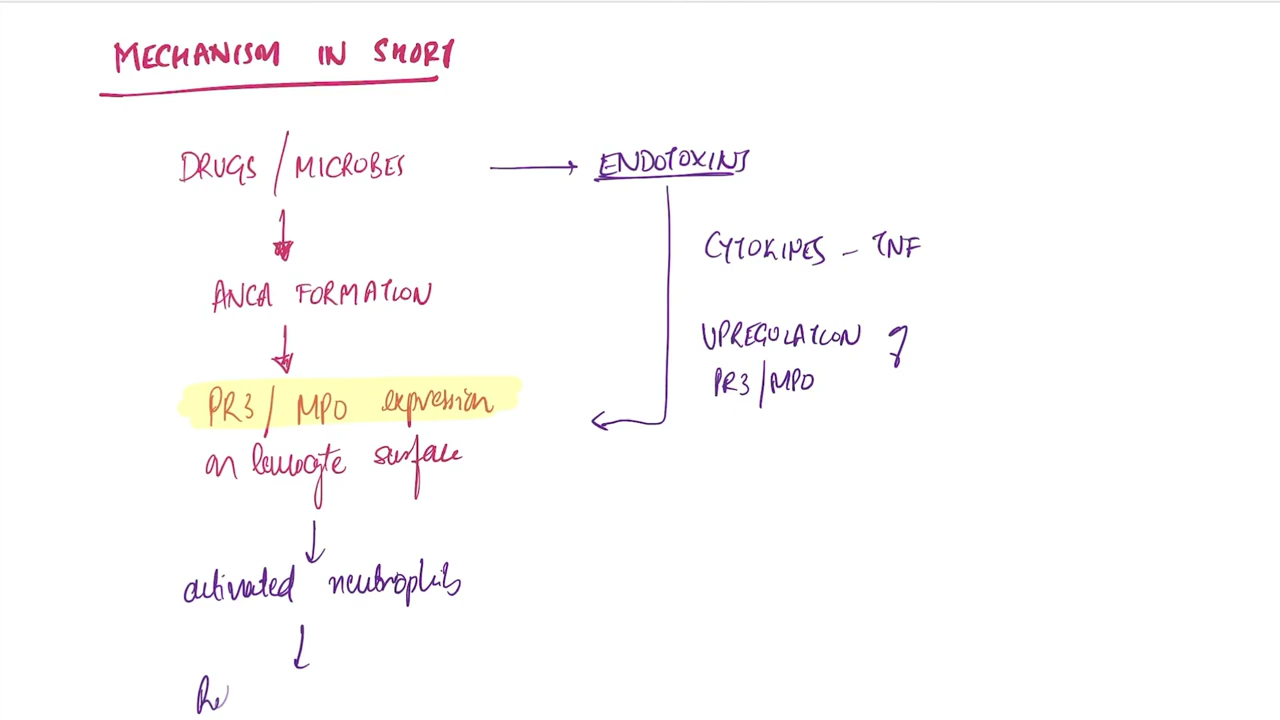 MECHANISM IN SHORT
DRUGS / MICROBES → ENDOTOXINS
CYTOKINES - TNF
ANCA FORMATION
UPREGULATION
PR3/MPO
PR3/ MPO expression
on leucocyte surface
activated neutrophils
Re